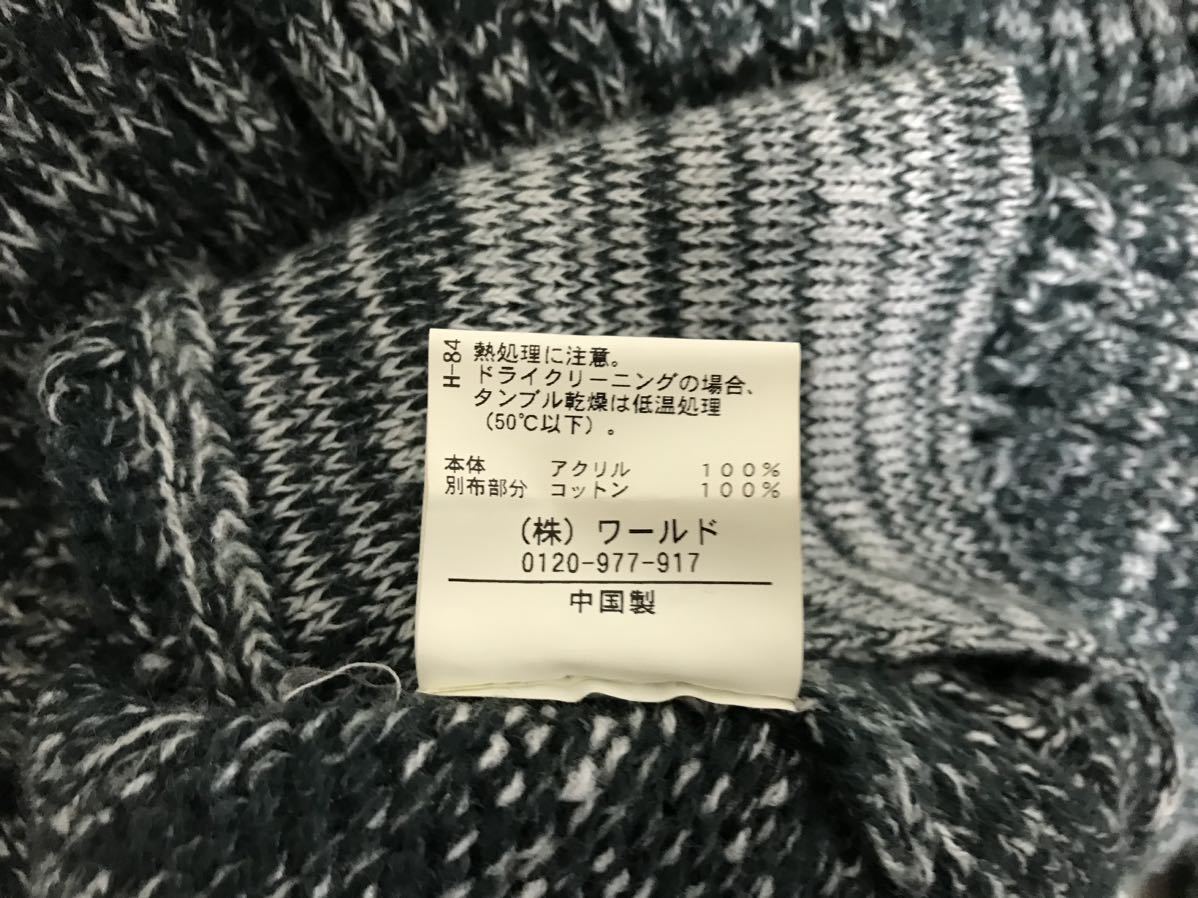 H-84
熱処理に注意。
ドライクリーニングの場合、
タンブル乾燥は低温処理
（50℃以下）。
本体 アクリル 100%
別布部分 コットン 100%
（株）ワールド
0120-977-917
中国製